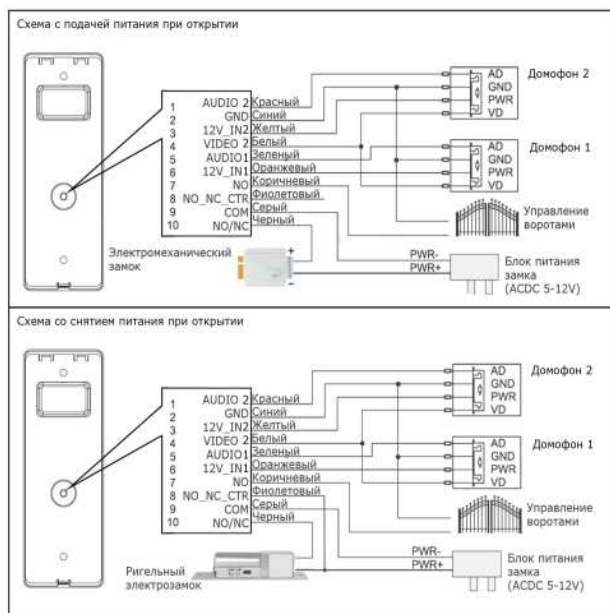 Схема с подачей питания при открытии
1 AUDIO 2 Красный
2 GND Синий
3 12V_IN2 Желтый
4 VIDEO 2 Белый
5 AUDIO1 Зеленый
6 12V_IN1 Оранжевый
7 NO Коричневый
8 NO_NC_CTR Фиолетовый
9 COM Серый
10 NO/NC Черный
AD
GND
PWR
VD
Домофон 2
AD
GND
PWR
VD
Домофон 1
Управление
воротами
Электромеханический
замок
+
−
PWR-
PWR+
Блок питания
замка
(ACDC 5-12V)
Схема со снятием питания при открытии
1 AUDIO 2 Красный
2 GND Синий
3 12V_IN2 Желтый
4 VIDEO 2 Белый
5 AUDIO1 Зеленый
6 12V_IN1 Оранжевый
7 NO Коричневый
8 NO_NC_CTR Фиолетовый
9 COM Серый
10 NO/NC Черный
AD
GND
PWR
VD
Домофон 2
AD
GND
PWR
VD
Домофон 1
Управление
воротами
Ригельный
электрозамок
PWR-
PWR+
Блок питания
замка
(ACDC 5-12V)